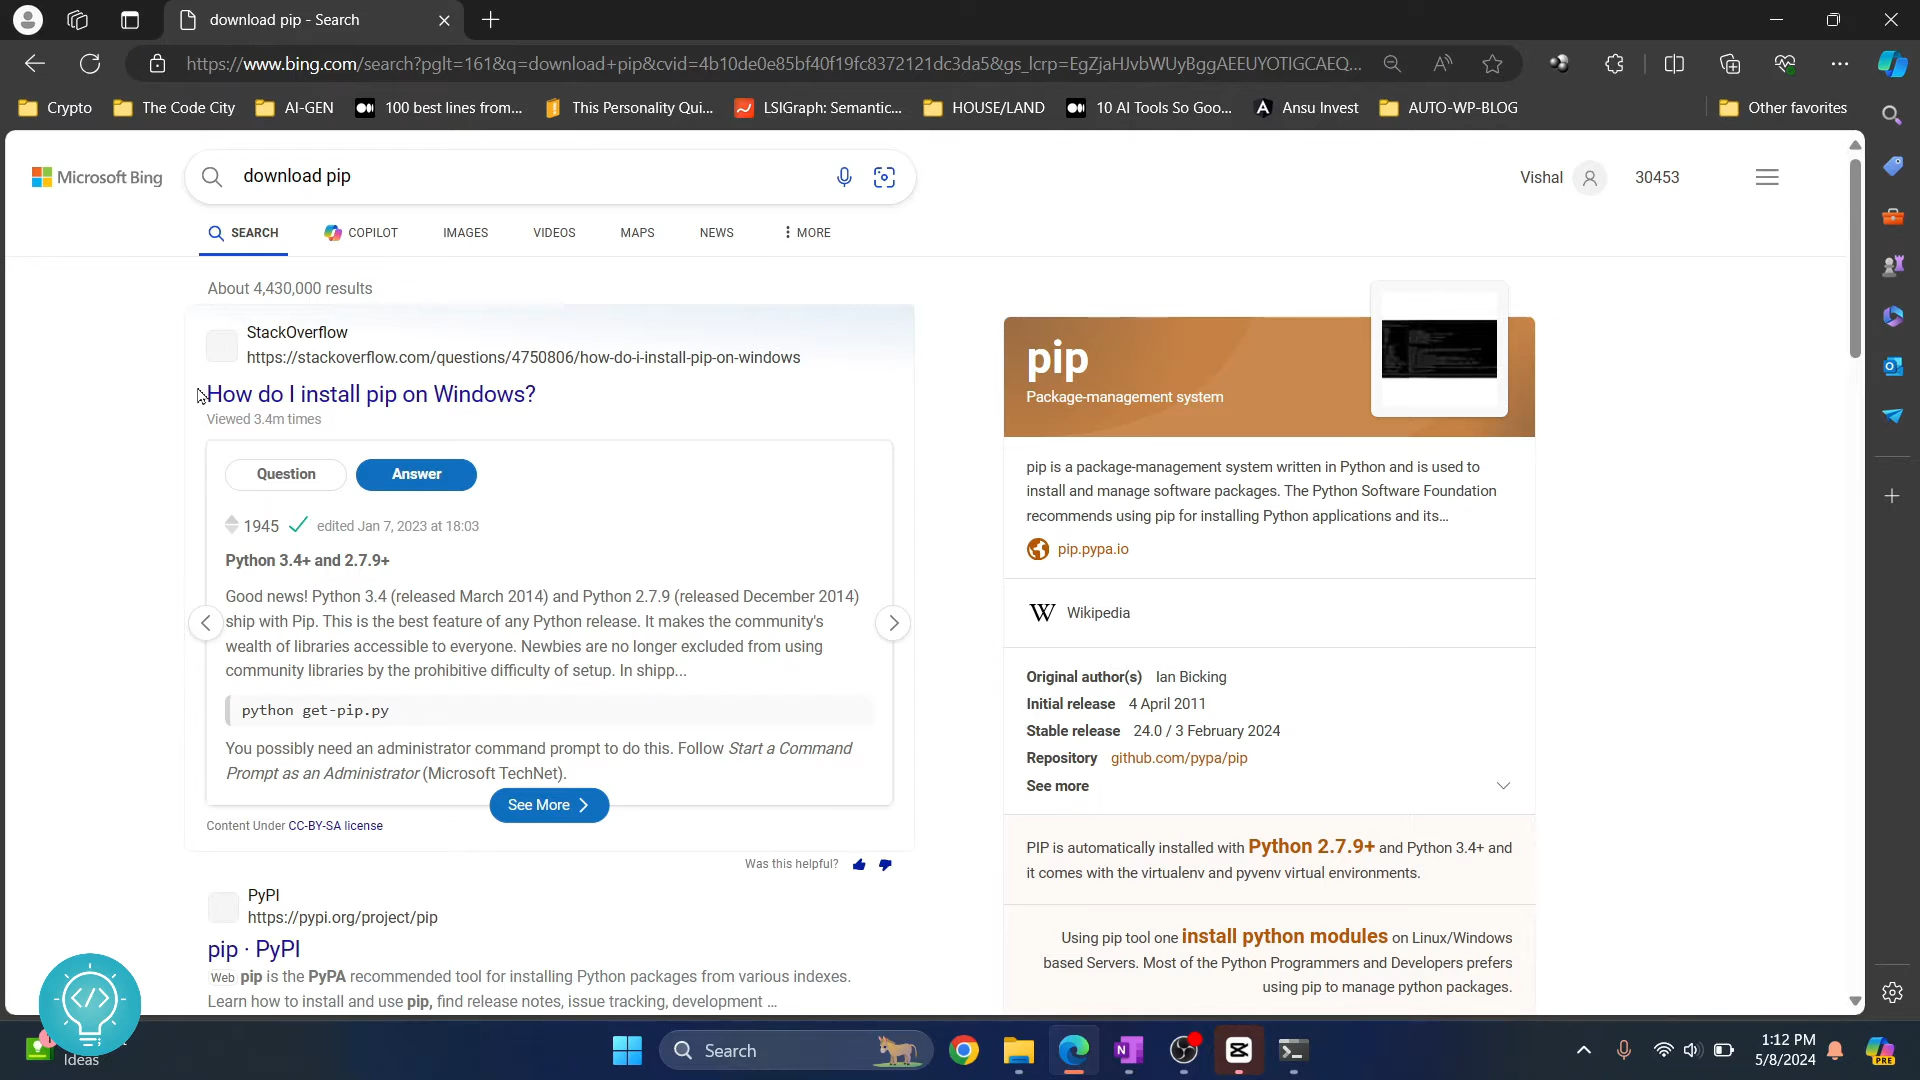 download pip - Search
https://www.bing.com/search?pglt=161&q=download+pip&cvid=4b10de0e85bf40f19fc8372121dc3da5&gs_lcrp=EgZjaHJvbWUyBggAEEUYOTIGCAEQ...
Crypto
The Code City
AI-GEN
100 best lines from...
This Personality Qui...
LSIGraph: Semantic...
HOUSE/LAND
10 AI Tools So Goo...
Ansu Invest
AUTO-WP-BLOG
Other favorites
Microsoft Bing
download pip
Vishal
30453
SEARCH
COPILOT
IMAGES
VIDEOS
MAPS
NEWS
MORE
About 4,430,000 results
StackOverflow
https://stackoverflow.com/questions/4750806/how-do-i-install-pip-on-windows
How do I install pip on Windows?
Viewed 3.4m times
Question
Answer
1945 edited Jan 7, 2023 at 18:03
Python 3.4+ and 2.7.9+
Good news! Python 3.4 (released March 2014) and Python 2.7.9 (released December 2014)
ship with Pip. This is the best feature of any Python release. It makes the community's
wealth of libraries accessible to everyone. Newbies are no longer excluded from using
community libraries by the prohibitive difficulty of setup. In shipp...
python get-pip.py
You possibly need an administrator command prompt to do this. Follow Start a Command
Prompt as an Administrator (Microsoft TechNet).
See More
Content Under CC-BY-SA license
Was this helpful?
PyPI
https://pypi.org/project/pip
pip · PyPI
Web pip is the PyPA recommended tool for installing Python packages from various indexes.
Learn how to install and use pip, find release notes, issue tracking, development ...
pip
Package-management system
pip is a package-management system written in Python and is used to
install and manage software packages. The Python Software Foundation
recommends using pip for installing Python applications and its...
pip.pypa.io
W Wikipedia
Original author(s) Ian Bicking
Initial release 4 April 2011
Stable release 24.0 / 3 February 2024
Repository github.com/pypa/pip
See more
PIP is automatically installed with Python 2.7.9+ and Python 3.4+ and
it comes with the virtualenv and pyvenv virtual environments.
Using pip tool one install python modules on Linux/Windows
based Servers. Most of the Python Programmers and Developers prefers
using pip to manage python packages.
Ideas
Search
1:12 PM
5/8/2024
PRE